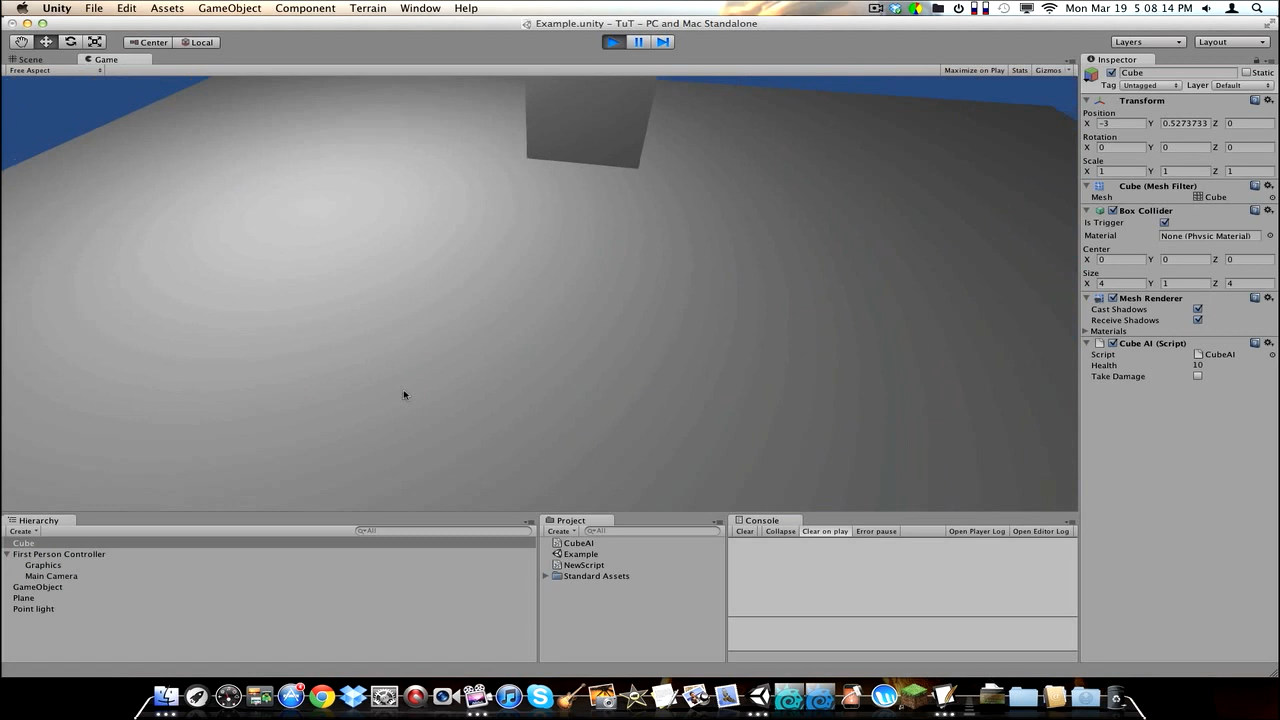 Unity File Edit Assets GameObject Component Terrain Window Help Mon Mar 19 5 08 14 PM
Example.unity – TuT – PC and Mac Standalone
Center Local Layers Layout
Scene Game Inspector
Free Aspect Maximize on Play Stats Gizmos
Cube Static
Tag Untagged Layer Default
Transform
Position
X -3 Y 0.5273733 Z 0
Rotation
X 0 Y 0 Z 0
Scale
X 1 Y 1 Z 1
Cube (Mesh Filter)
Mesh Cube
Box Collider
Is Trigger
Material None (Physic Material)
Center
X 0 Y 0 Z 0
Size
X 4 Y 1 Z 4
Mesh Renderer
Cast Shadows
Receive Shadows
Materials
Cube AI (Script)
Script CubeAI
Health 10
Take Damage
Hierarchy
Create All
Cube
First Person Controller
Graphics
Main Camera
GameObject
Plane
Point light
Project
Create All
CubeAI
Example
NewScript
Standard Assets
Console
Clear Collapse Clear on play Error pause Open Player Log Open Editor Log